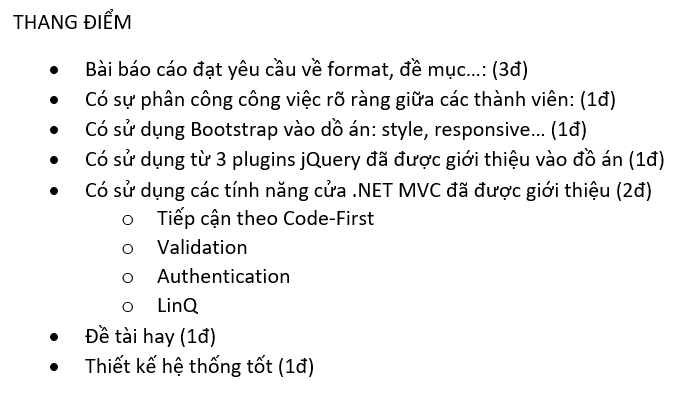 THANG ĐIỂM
• Bài báo cáo đạt yêu cầu về format, đề mục...: (3đ)
• Có sự phân công công việc rõ ràng giữa các thành viên: (1đ)
• Có sử dụng Bootstrap vào dồ án: style, responsive... (1đ)
• Có sử dụng từ 3 plugins jQuery đã được giới thiệu vào đồ án (1đ)
• Có sử dụng các tính năng cửa .NET MVC đã được giới thiệu (2đ)
o Tiếp cận theo Code-First
o Validation
o Authentication
o LinQ
• Đề tài hay (1đ)
• Thiết kế hệ thống tốt (1đ)